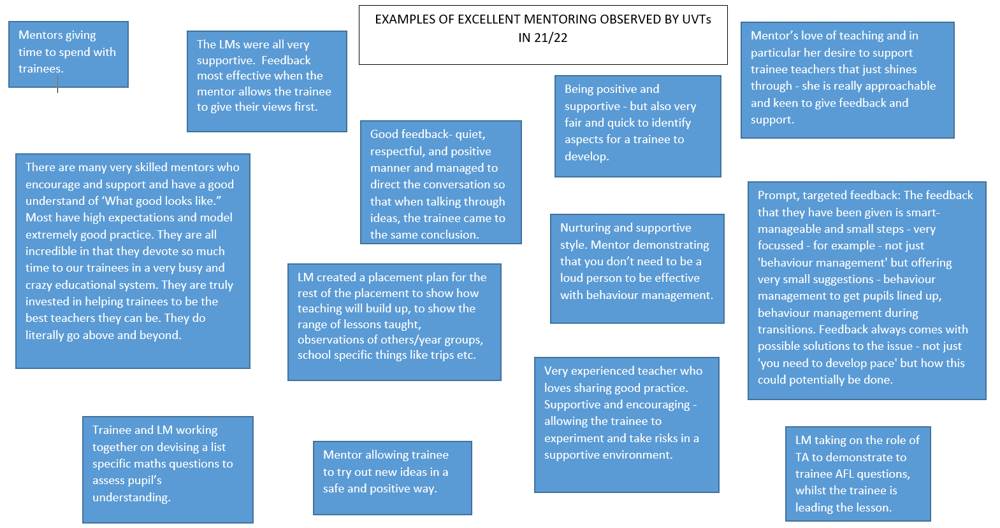 EXAMPLES OF EXCELLENT MENTORING OBSERVED BY UVTs
IN 21/22
Mentors giving
time to spend with
trainees.
The LMs were all very
supportive.  Feedback
most effective when the
mentor allows the trainee
to give their views first.
Being positive and
supportive - but also very
fair and quick to identify
aspects for a trainee to
develop.
Mentor’s love of teaching and in
particular her desire to support
trainee teachers that just shines
through - she is really approachable
and keen to give feedback and
support.
Good feedback- quiet,
respectful, and positive
manner and managed to
direct the conversation so
that when talking through
ideas, the trainee came to
the same conclusion.
There are many very skilled mentors who
encourage and support and have a good
understand of ‘What good looks like.”
Most have high expectations and model
extremely good practice. They are all
incredible in that they devote so much
time to our trainees in a very busy and
crazy educational system. They are truly
invested in helping trainees to be the
best teachers they can be. They do
literally go above and beyond.
Prompt, targeted feedback: The feedback
that they have been given is smart-
manageable and small steps - very
focussed - for example - not just
'behaviour management' but offering
very small suggestions - behaviour
management to get pupils lined up,
behaviour management during
transitions. Feedback always comes with
possible solutions to the issue - not just
'you need to develop pace' but how this
could potentially be done.
Nurturing and supportive
style. Mentor demonstrating
that you don’t need to be a
loud person to be effective
with behaviour management.
LM created a placement plan for the
rest of the placement to show how
teaching will build up, to show the
range of lessons taught,
observations of others/year groups,
school specific things like trips etc.
Very experienced teacher who
loves sharing good practice.
Supportive and encouraging -
allowing the trainee to
experiment and take risks in a
supportive environment.
Trainee and LM working
together on devising a list
specific maths questions to
assess pupil’s
understanding.
Mentor allowing trainee
to try out new ideas in a
safe and positive way.
LM taking on the role of
TA to demonstrate to
trainee AFL questions,
whilst the trainee is
leading the lesson.